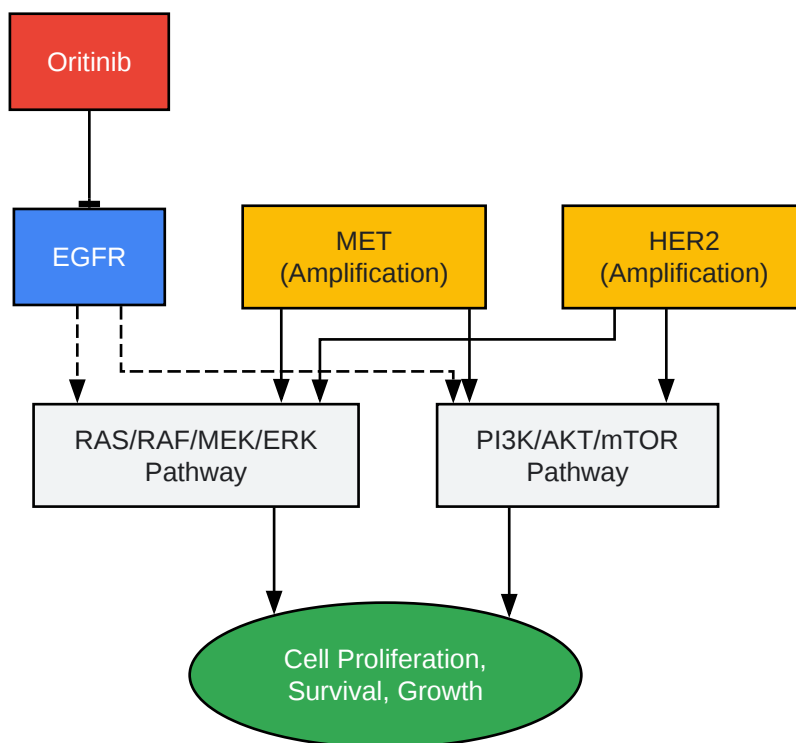 Oritinib
EGFR
MET
(Amplification)
HER2
(Amplification)
RAS/RAF/MEK/ERK
Pathway
PI3K/AKT/mTOR
Pathway
Cell Proliferation,
Survival, Growth